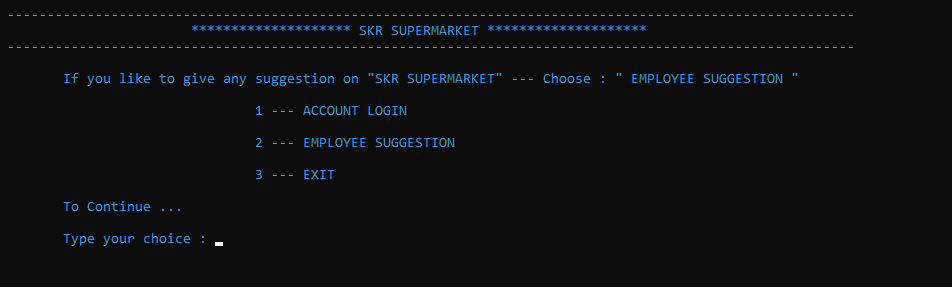 ----------------------------------------------------------------------------------------------------------
******************** SKR SUPERMARKET ********************
----------------------------------------------------------------------------------------------------------
If you like to give any suggestion on "SKR SUPERMARKET" --- Choose : " EMPLOYEE SUGGESTION "
1 --- ACCOUNT LOGIN
2 --- EMPLOYEE SUGGESTION
3 --- EXIT
To Continue ...
Type your choice :